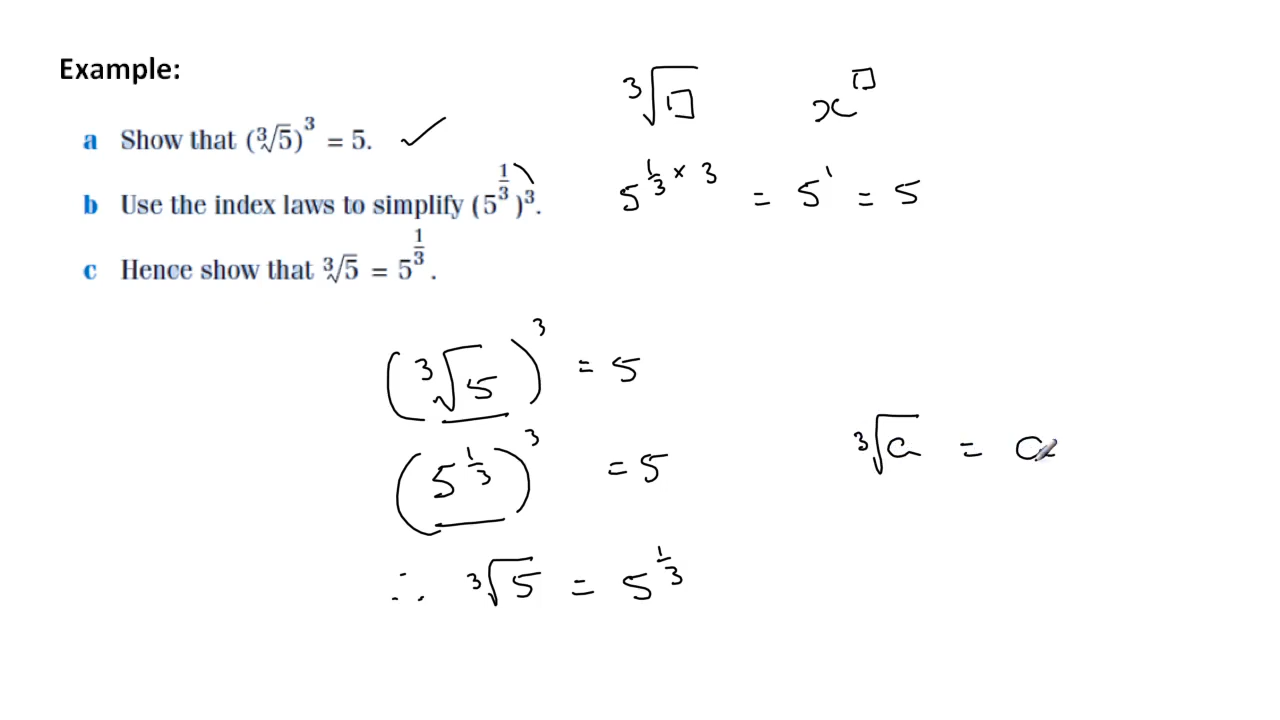 Example:
a Show that (∛5)³ = 5. ✓
b Use the index laws to simplify (5^{1/3})³.
c Hence show that ∛5 = 5^{1/3}.
∛□ x^□
5^{1/3 × 3} = 5¹ = 5
(∛5)³ = 5
(5^{1/3})³ = 5
∴ ∛5 = 5^{1/3}
∛a = a